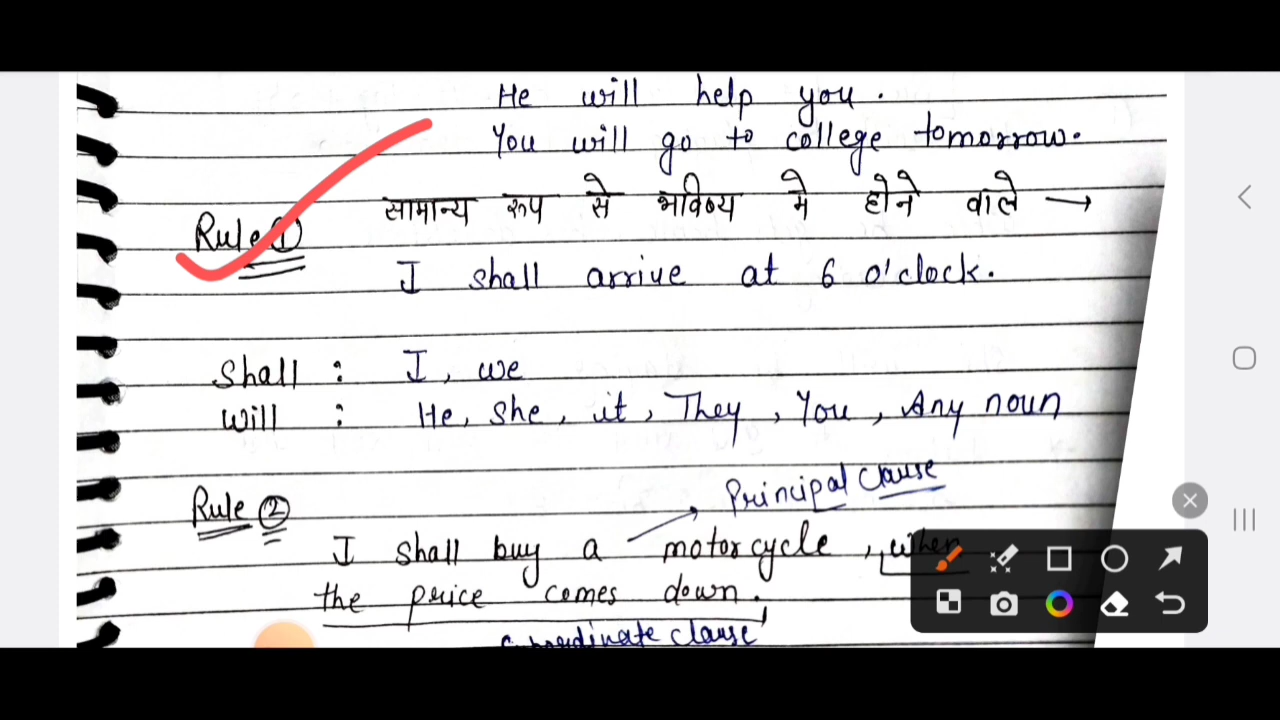 He will help you.
You will go to college tomorrow.
सामान्य रूप से भविष्य मे होने वाले →
Rule ①
I shall arrive at 6 o'clock.
Shall : I, we
Will : He, she, it, They, You, Any noun
Principal clause
Rule ②
I shall buy a motorcycle, when
the price comes down.
Subordinate clause